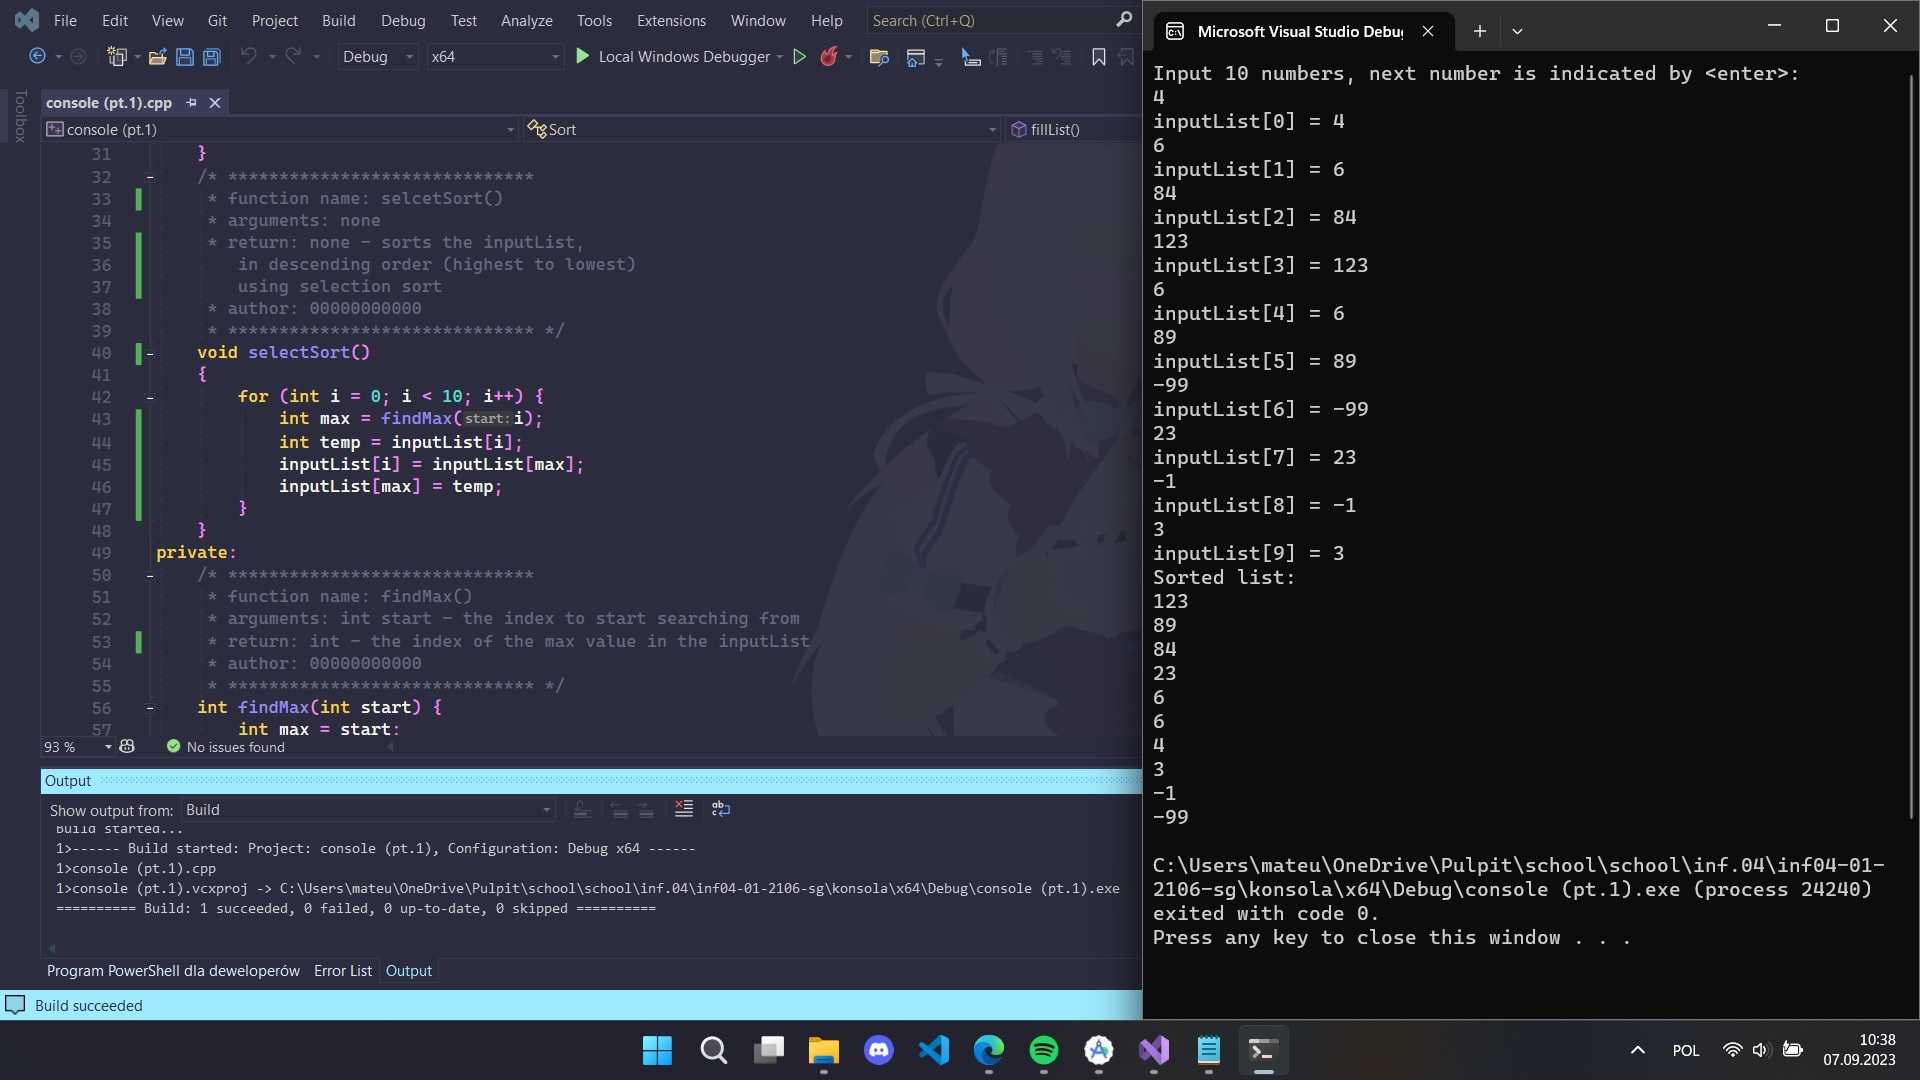 File Edit View Git Project Build Debug Test Analyze Tools Extensions Window Help Search (Ctrl+Q)
Debug x64 Local Windows Debugger
Toolbox
console (pt.1).cpp
console (pt.1) Sort fillList()
31 }
32 /* ******************************
33 * function name: selcetSort()
34 * arguments: none
35 * return: none - sorts the inputList,
36 in descending order (highest to lowest)
37 using selection sort
38 * author: 00000000000
39 * ****************************** */
40 void selectSort()
41 {
42 for (int i = 0; i < 10; i++) {
43 int max = findMax(start:i);
44 int temp = inputList[i];
45 inputList[i] = inputList[max];
46 inputList[max] = temp;
47 }
48 }
49 private:
50 /* ******************************
51 * function name: findMax()
52 * arguments: int start - the index to start searching from
53 * return: int - the index of the max value in the inputList
54 * author: 00000000000
55 * ****************************** */
56 int findMax(int start) {
57 int max = start;
93 % No issues found
Output
Show output from: Build
Build started...
1>------ Build started: Project: console (pt.1), Configuration: Debug x64 ------
1>console (pt.1).cpp
1>console (pt.1).vcxproj -> C:\Users\mateu\OneDrive\Pulpit\school\school\inf.04\inf04-01-2106-sg\konsola\x64\Debug\console (pt.1).exe
========== Build: 1 succeeded, 0 failed, 0 up-to-date, 0 skipped ==========
Program PowerShell dla deweloperów Error List Output
Build succeeded
Microsoft Visual Studio Debug
Input 10 numbers, next number is indicated by <enter>:
4
inputList[0] = 4
6
inputList[1] = 6
84
inputList[2] = 84
123
inputList[3] = 123
6
inputList[4] = 6
89
inputList[5] = 89
-99
inputList[6] = -99
23
inputList[7] = 23
-1
inputList[8] = -1
3
inputList[9] = 3
Sorted list:
123
89
84
23
6
6
4
3
-1
-99
C:\Users\mateu\OneDrive\Pulpit\school\school\inf.04\inf04-01-
2106-sg\konsola\x64\Debug\console (pt.1).exe (process 24240)
exited with code 0.
Press any key to close this window . . .
POL
10:38
07.09.2023